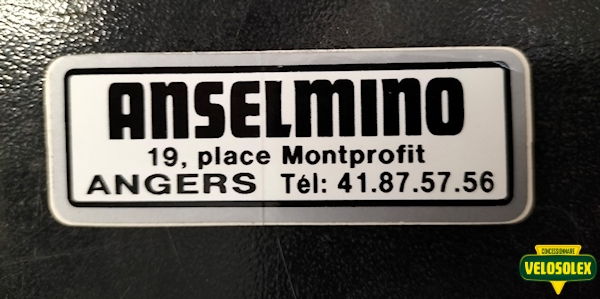 ANSELMINO
19, place Montprofit
ANGERS Tél: 41.87.57.56
CONCESSIONNAIRE
VELOSOLEX